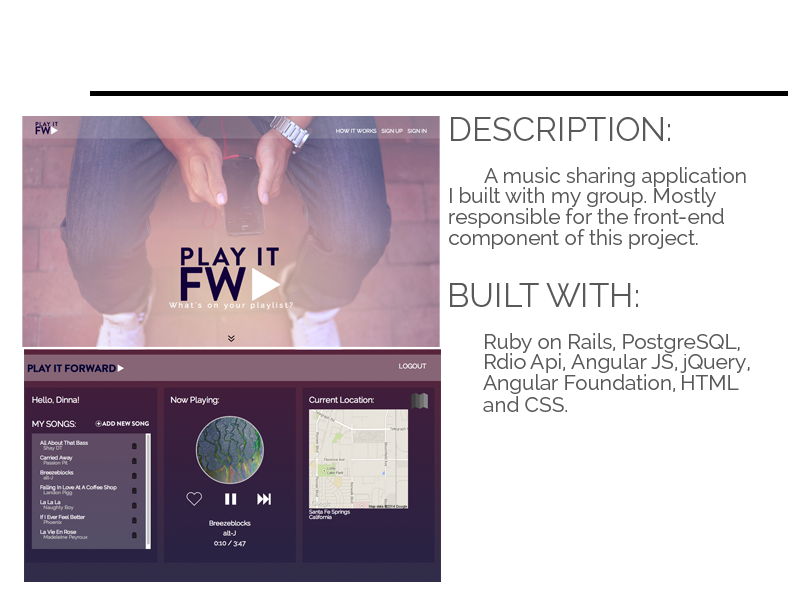 PLAY IT
FW
HOW IT WORKS SIGN UP SIGN IN
PLAY IT
FW
What's on your playlist?
PLAY IT FORWARD
LOGOUT
Hello, Dinna!
MY SONGS:
ADD NEW SONG
All About That Bass
Shay DT
Carried Away
Passion Pit
Breezeblocks
alt-J
Falling In Love At A Coffee Shop
Landon Pigg
La La La
Naughty Boy
If I Ever Feel Better
Phoenix
La Vie En Rose
Madeleine Peyroux
Now Playing:
Breezeblocks
alt-J
0:10 / 3:47
Current Location:
Map data ©2014 Google
Santa Fe Springs
California
DESCRIPTION:
A music sharing application
I built with my group. Mostly
responsible for the front-end
component of this project.
BUILT WITH:
Ruby on Rails, PostgreSQL,
Rdio Api, Angular JS, jQuery,
Angular Foundation, HTML
and CSS.